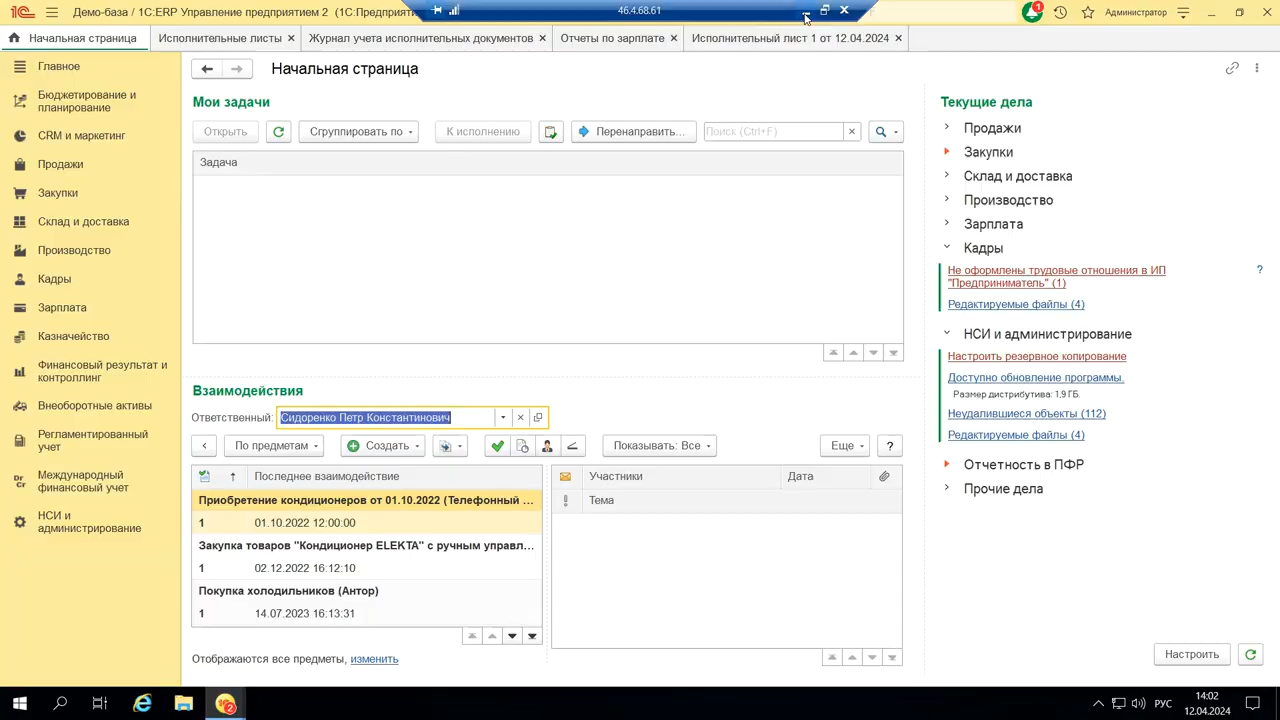 Демо-база / 1C:ERP Управление предприятием 2 (1С:Предприяти
46.4.68.61
1
Администратор
Начальная страница
Исполнительные листы
Журнал учета исполнительных документов
Отчеты по зарплате
Исполнительный лист 1 от 12.04.2024
Главное
Бюджетирование и
планирование
CRM и маркетинг
Продажи
Закупки
Склад и доставка
Производство
Кадры
Зарплата
Казначейство
Финансовый результат и
контроллинг
Внеоборотные активы
Регламентированный
учет
Международный
финансовый учет
НСИ и
администрирование
Начальная страница
Мои задачи
Открыть
Сгруппировать по
К исполнению
Перенаправить...
Поиск (Ctrl+F)
Задача
Взаимодействия
Ответственный:
Сидоренко Петр Константинович
По предметам
Создать
Показывать: Все
Еще
?
Последнее взаимодействие
Приобретение кондиционеров от 01.10.2022 (Телефонный ...
1 01.10.2022 12:00:00
Закупка товаров "Кондиционер ELEKTA" с ручным управл...
1 02.12.2022 16:12:10
Покупка холодильников (Антор)
1 14.07.2023 16:13:31
Отображаются все предметы, изменить
Участники
Дата
Тема
Текущие дела
Продажи
Закупки
Склад и доставка
Производство
Зарплата
Кадры
Не оформлены трудовые отношения в ИП
"Предприниматель" (1)
?
Редактируемые файлы (4)
НСИ и администрирование
Настроить резервное копирование
Доступно обновление программы.
Размер дистрибутива: 1,9 ГБ.
Неудалившиеся объекты (112)
Редактируемые файлы (4)
Отчетность в ПФР
Прочие дела
Настроить
РУС
14:02
12.04.2024